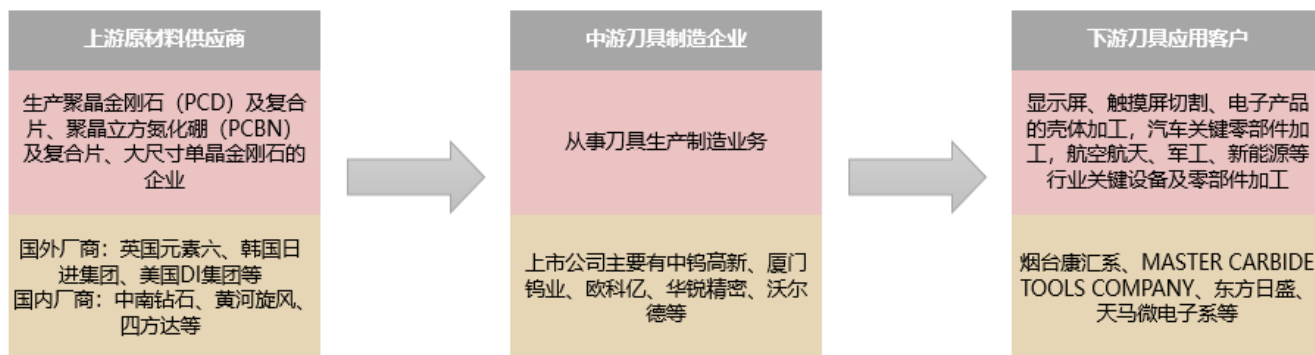 上游原材料供应商
生产聚晶金刚石（PCD）及复合
片、聚晶立方氮化硼（PCBN）
及复合片、大尺寸单晶金刚石的
企业
国外厂商：英国元素六、韩国日
进集团、美国DI集团等
国内厂商：中南钻石、黄河旋风、
四方达等
中游刀具制造企业
从事刀具生产制造业务
上市公司主要有中钨高新、厦门
钨业、欧科亿、华锐精密、沃尔
德等
下游刀具应用客户
显示屏、触摸屏切割、电子产品
的壳体加工，汽车关键零部件加
工，航空航天、军工、新能源等
行业关键设备及零部件加工
烟台康汇系、MASTER CARBIDE
TOOLS COMPANY、东方日盛、
天马微电子系等